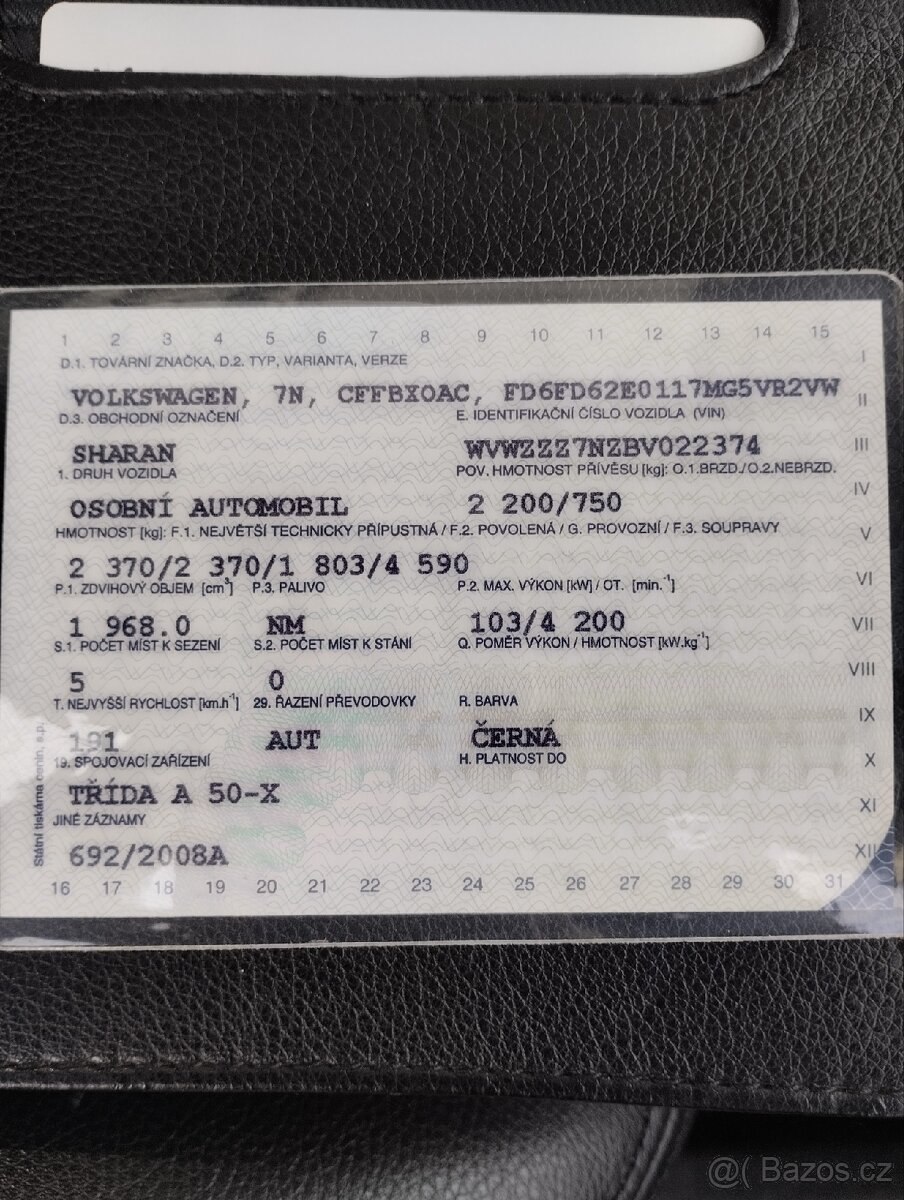 1 2 3 4 5 6 7 8 9 10 11 12 13 14 15
I
D.1. TOVÁRNÍ ZNAČKA, D.2. TYP, VARIANTA, VERZE
VOLKSWAGEN, 7N, CFFBX0AC, FD6FD62E0117MG5VR2VW
II
D.3. OBCHODNÍ OZNAČENÍ E. IDENTIFIKAČNÍ ČÍSLO VOZIDLA (VIN)
SHARAN WVWZZZ7NZBV022374
III
1. DRUH VOZIDLA POV. HMOTNOST PŘÍVĚSU [kg]: O.1.BRZD./O.2.NEBRZD.
OSOBNÍ AUTOMOBIL 2 200/750
IV
HMOTNOST [kg]: F.1. NEJVĚTŠÍ TECHNICKY PŘÍPUSTNÁ / F.2. POVOLENÁ / G. PROVOZNÍ / F.3. SOUPRAVY
V
2 370/2 370/1 803/4 590
P.1. ZDVIHOVÝ OBJEM [cm³] P.3. PALIVO P.2. MAX. VÝKON [kW] / OT. [min.⁻¹]
VI
1 968.0 NM 103/4 200
VII
S.1. POČET MÍST K SEZENÍ S.2. POČET MÍST K STÁNÍ Q. POMĚR VÝKON / HMOTNOST [kW.kg⁻¹]
5 0
VIII
T. NEJVYŠŠÍ RYCHLOST [km.h⁻¹] 29. ŘAZENÍ PŘEVODOVKY R. BARVA
IX
191 AUT ČERNÁ
19. SPOJOVACÍ ZAŘÍZENÍ H. PLATNOST DO
X
TŘÍDA A 50-X
XI
JINÉ ZÁZNAMY
692/2008A
XII
16 17 18 19 20 21 22 23 24 25 26 27 28 29 30 31
Státní tiskárna cenin, s.p.
@( Bazos.cz